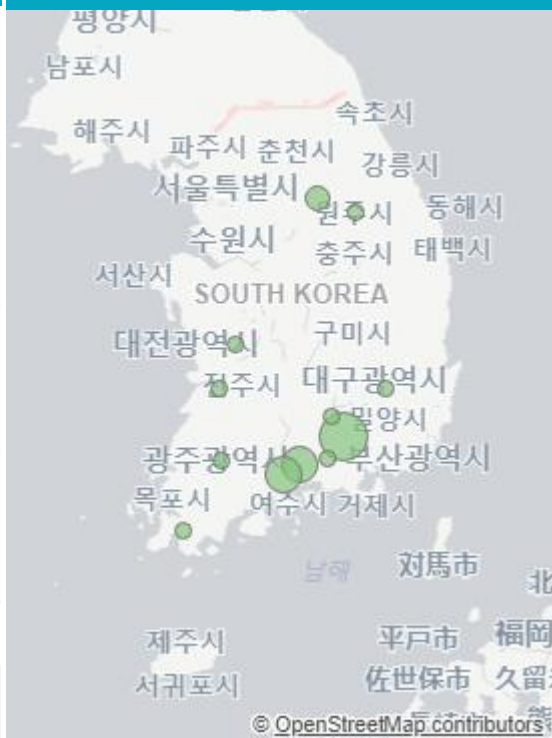 평양시
남포시
속초시
해주시
파주시 춘천시
강릉시
서울특별시
원주시
동해시
수원시
충주시
태백시
서산시
SOUTH KOREA
대전광역시
구미시
전주시
대구광역시
밀양시
광주광역시
부산광역시
목포시
여수시
거제시
남해
対馬市
北
제주시
平戸市
福岡
서귀포시
佐世保市
久留
© OpenStreetMap contributors